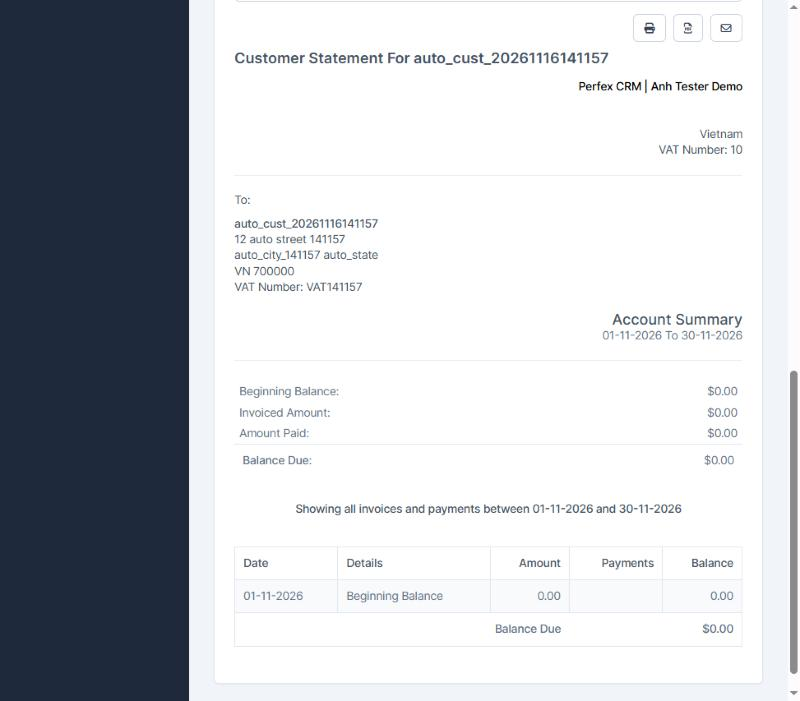 Customer Statement For auto_cust_20261116141157
Perfex CRM | Anh Tester Demo
Vietnam
VAT Number: 10
To:
auto_cust_20261116141157
12 auto street 141157
auto_city_141157 auto_state
VN 700000
VAT Number: VAT141157
Account Summary
01-11-2026 To 30-11-2026
Beginning Balance: $0.00
Invoiced Amount: $0.00
Amount Paid: $0.00
Balance Due: $0.00
Showing all invoices and payments between 01-11-2026 and 30-11-2026
Date Details Amount Payments Balance
01-11-2026 Beginning Balance 0.00 0.00
Balance Due $0.00